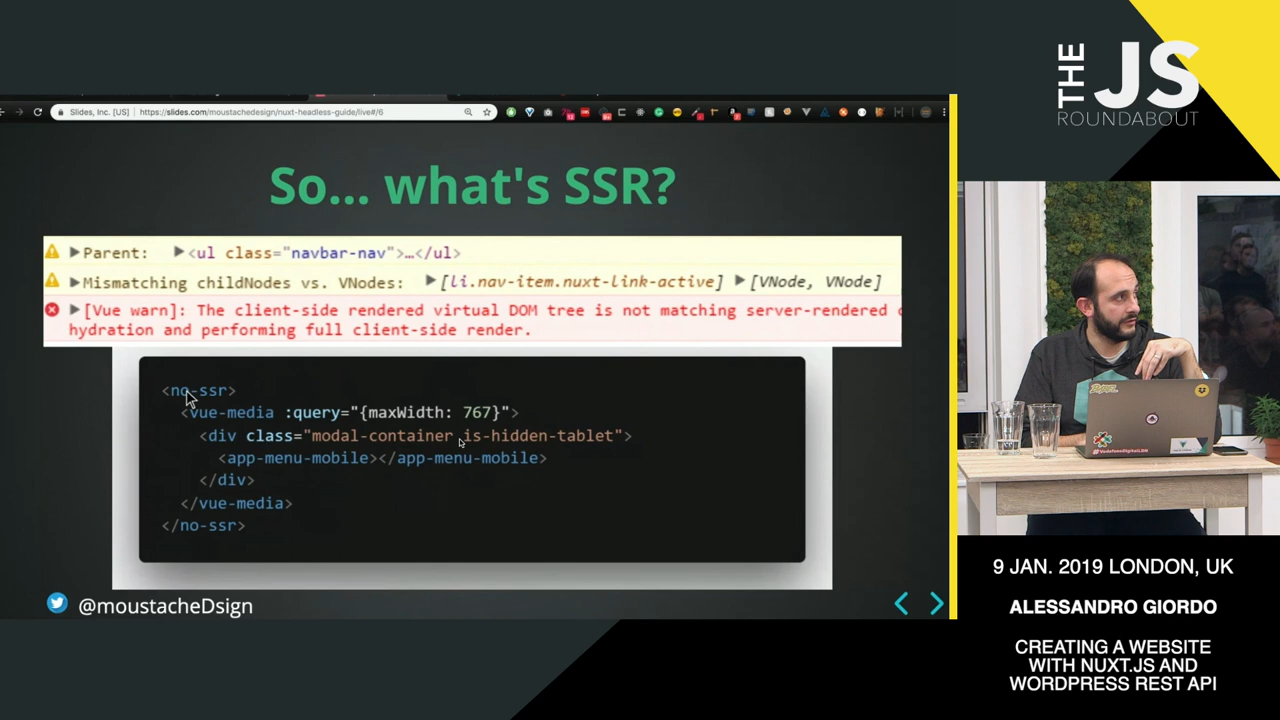 THE
JS
ROUNDABOUT
Slides, Inc. [US]
https://slides.com/moustachedesign/nuxt-headless-guide/live#/6
So... what's SSR?
Parent: <ul class="navbar-nav">…</ul>
Mismatching childNodes vs. VNodes: [li.nav-item.nuxt-link-active] [VNode, VNode]
[Vue warn]: The client-side rendered virtual DOM tree is not matching server-rendered
hydration and performing full client-side render.
<no-ssr>
<vue-media :query="{maxWidth: 767}">
<div class="modal-container is-hidden-tablet">
<app-menu-mobile></app-menu-mobile>
</div>
</vue-media>
</no-ssr>
@moustacheDsign
#VodafoneDigitalLDN
9 JAN. 2019 LONDON, UK
ALESSANDRO GIORDO
CREATING A WEBSITE
WITH NUXT.JS AND
WORDPRESS REST API